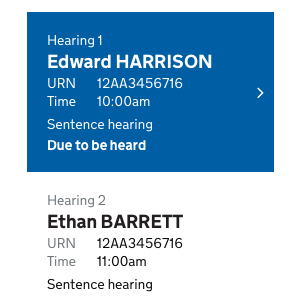 Hearing 1
Edward HARRISON
URN 12AA3456716
Time 10:00am
Sentence hearing
Due to be heard
Hearing 2
Ethan BARRETT
URN 12AA3456716
Time 11:00am
Sentence hearing